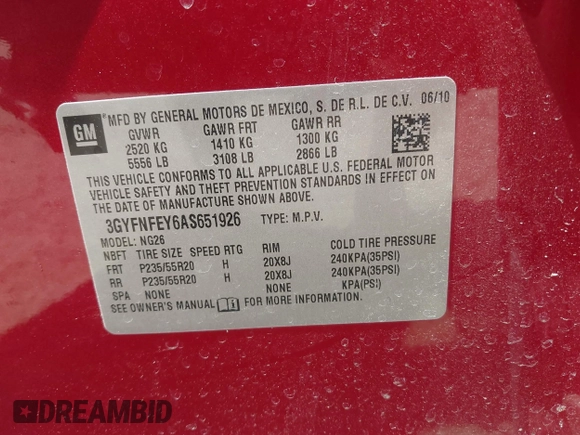 GM
MFD BY GENERAL MOTORS DE MEXICO, S. DE R.L. DE C.V. 06/10
GVWR GAWR FRT GAWR RR
2520 KG 1410 KG 1300 KG
5556 LB 3108 LB 2866 LB
THIS VEHICLE CONFORMS TO ALL APPLICABLE U.S. FEDERAL MOTOR
VEHICLE SAFETY AND THEFT PREVENTION STANDARDS IN EFFECT ON
THE DATE OF MANUFACTURE SHOWN ABOVE.
3GYFNFEY6AS651926 TYPE: M.P.V.
MODEL: NG26
NBFT TIRE SIZE SPEED RTG RIM COLD TIRE PRESSURE
FRT P235/55R20 H 20X8J 240KPA(35PSI)
RR P235/55R20 H 20X8J 240KPA(35PSI)
SPA NONE NONE KPA(PSI)
SEE OWNER'S MANUAL FOR MORE INFORMATION.
DREAMBID